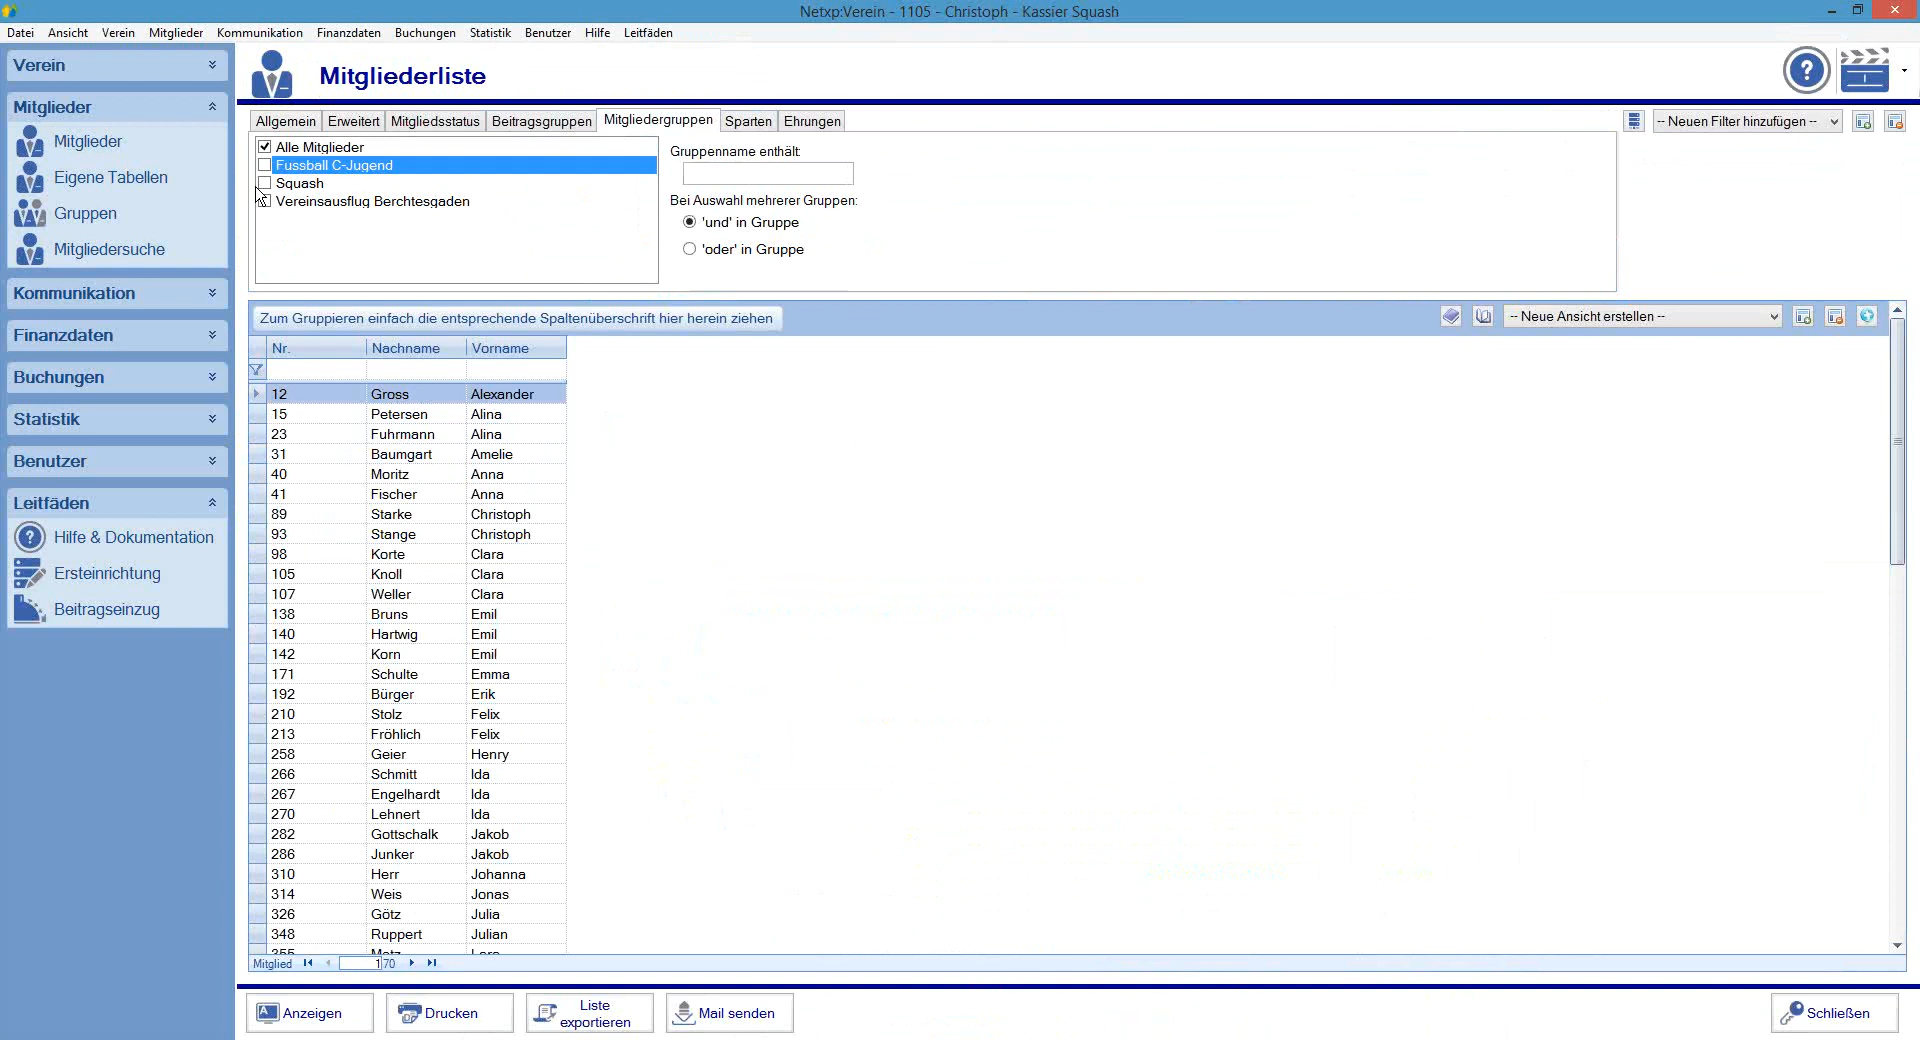 Netxp:Verein - 1105 - Christoph - Kassier Squash
Datei Ansicht Verein Mitglieder Kommunikation Finanzdaten Buchungen Statistik Benutzer Hilfe Leitfäden
Verein
Mitglieder
Mitglieder
Eigene Tabellen
Gruppen
Mitgliedersuche
Kommunikation
Finanzdaten
Buchungen
Statistik
Benutzer
Leitfäden
Hilfe & Dokumentation
Ersteinrichtung
Beitragseinzug
Mitgliederliste
Allgemein Erweitert Mitgliedsstatus Beitragsgruppen Mitgliedergruppen Sparten Ehrungen
-- Neuen Filter hinzufügen --
Alle Mitglieder
Fussball C-Jugend
Squash
Vereinsausflug Berchtesgaden
Gruppenname enthält:
Bei Auswahl mehrerer Gruppen:
'und' in Gruppe
'oder' in Gruppe
Zum Gruppieren einfach die entsprechende Spaltenüberschrift hier herein ziehen
-- Neue Ansicht erstellen --
Nr. Nachname Vorname
12 Gross Alexander
15 Petersen Alina
23 Fuhrmann Alina
31 Baumgart Amelie
40 Moritz Anna
41 Fischer Anna
89 Starke Christoph
93 Stange Christoph
98 Korte Clara
105 Knoll Clara
107 Weller Clara
138 Bruns Emil
140 Hartwig Emil
142 Korn Emil
171 Schulte Emma
192 Bürger Erik
210 Stolz Felix
213 Fröhlich Felix
258 Geier Henry
266 Schmitt Ida
267 Engelhardt Ida
270 Lehnert Ida
282 Gottschalk Jakob
286 Junker Jakob
310 Herr Johanna
314 Weis Jonas
326 Götz Julia
348 Ruppert Julian
Mitglied 1 70
Anzeigen
Drucken
Liste exportieren
Mail senden
Schließen